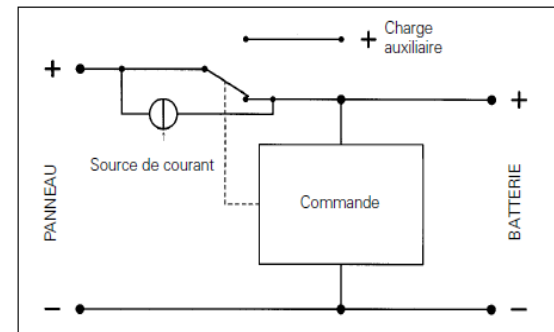 + Charge
auxiliaire
+
+
Source de courant
PANNEAU
Commande
BATTERIE
−
−